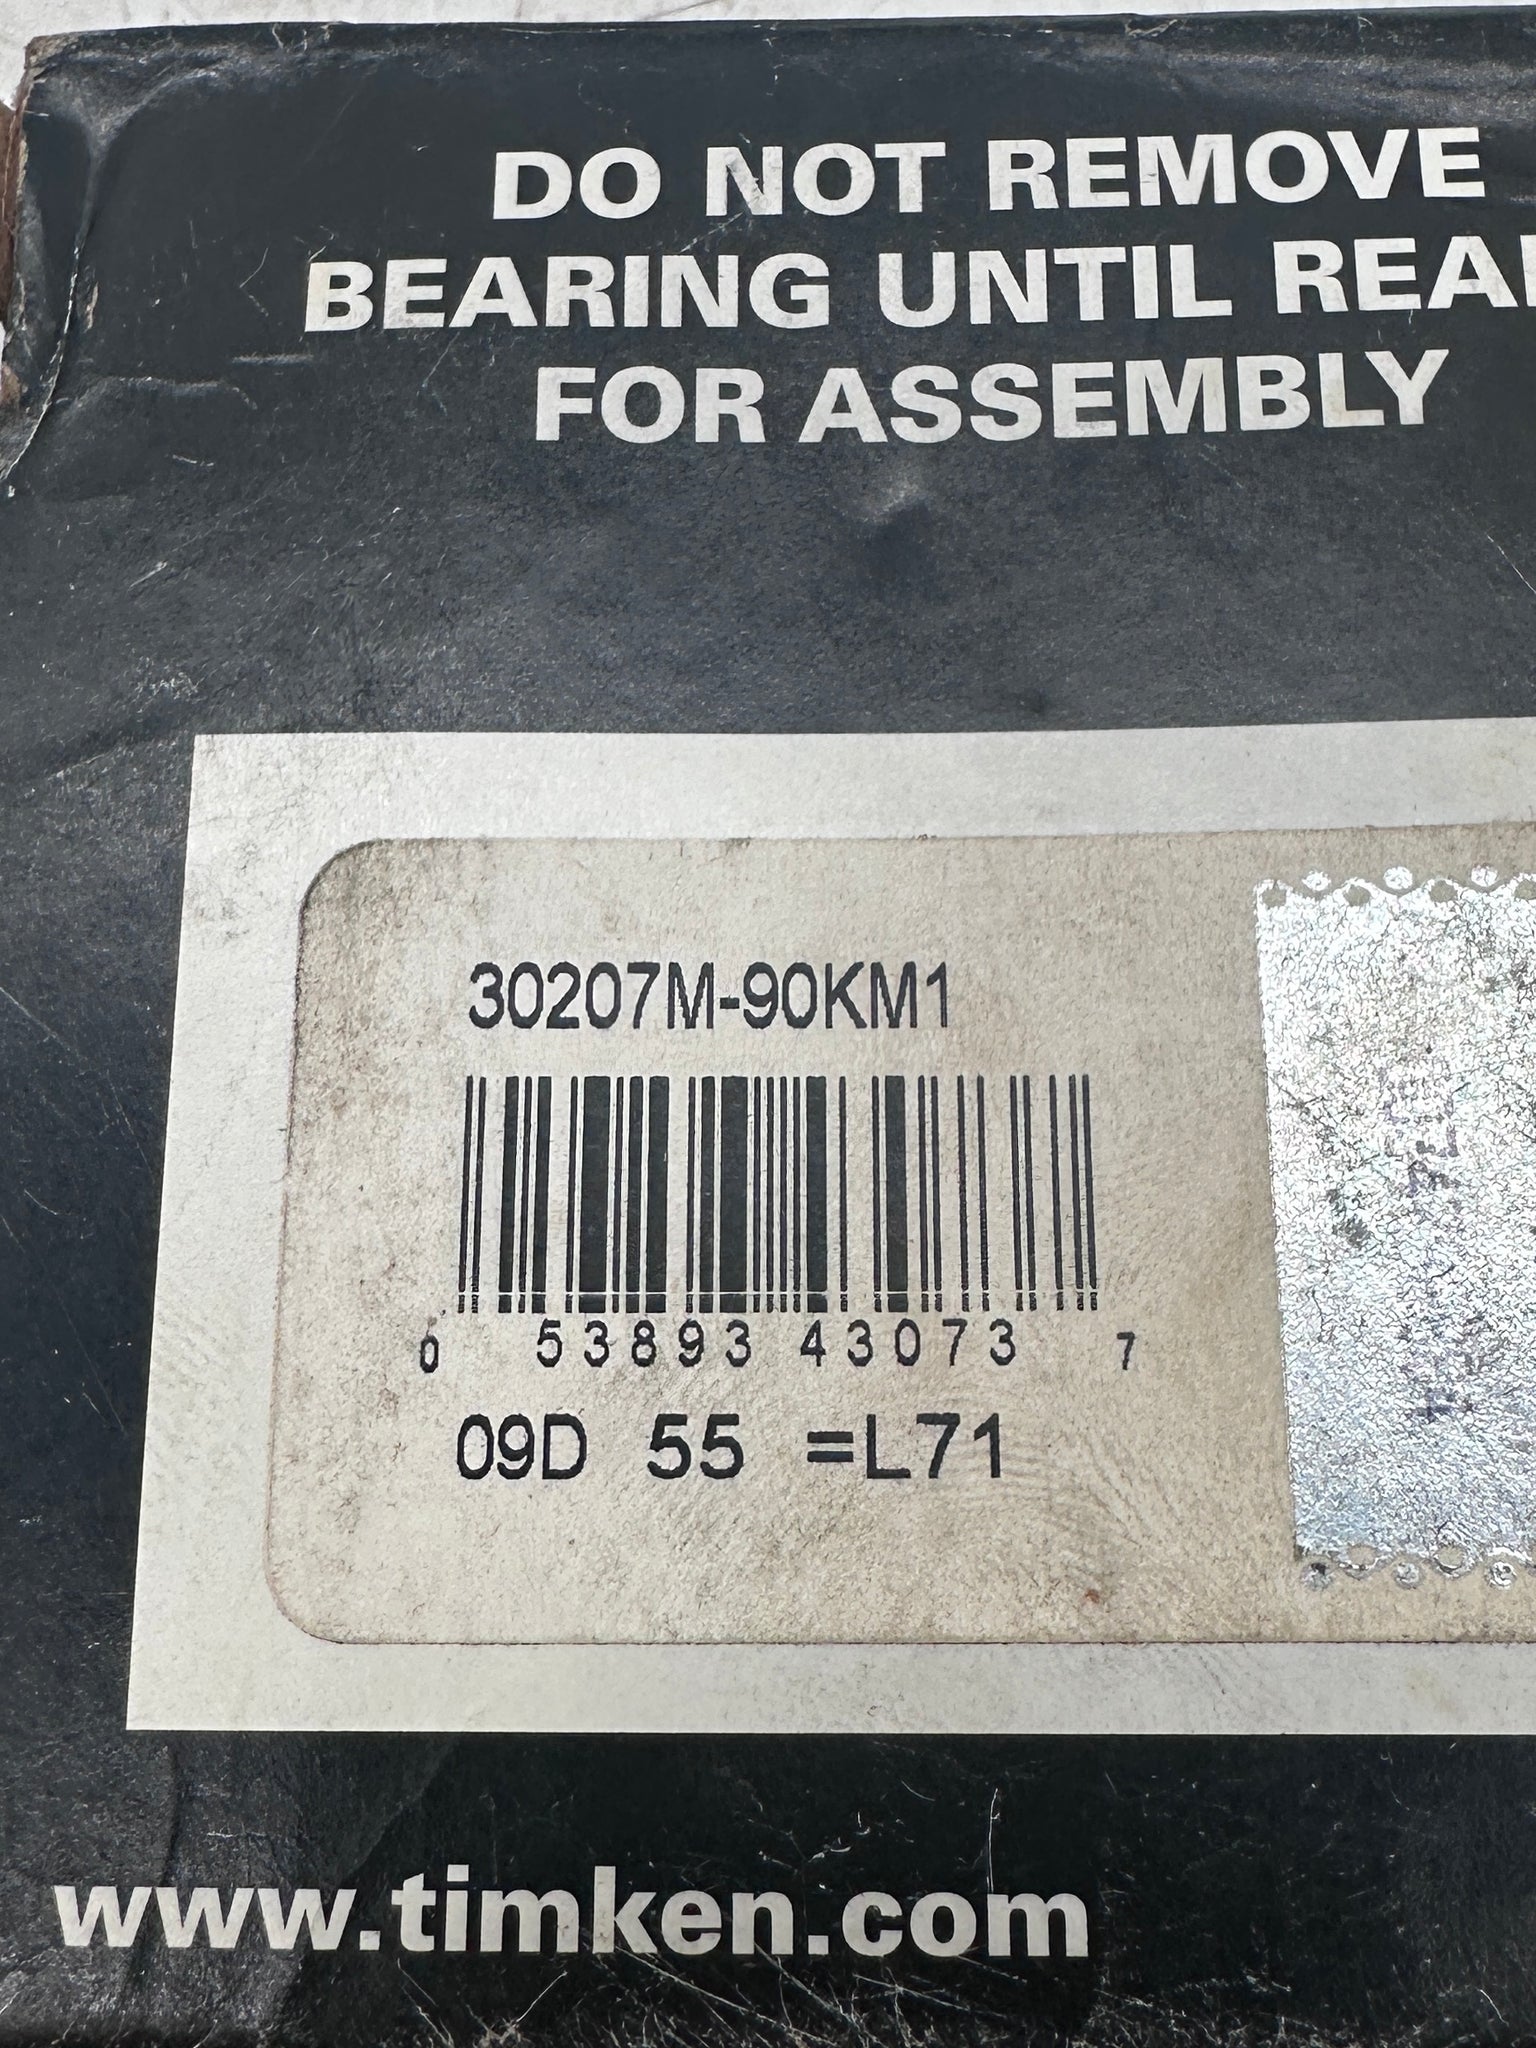 DO NOT REMOVE
BEARING UNTIL
FOR ASSEMBLY
30207M-90KM1
0 53893 43073 7
09D 55 =L71
www.timken.com